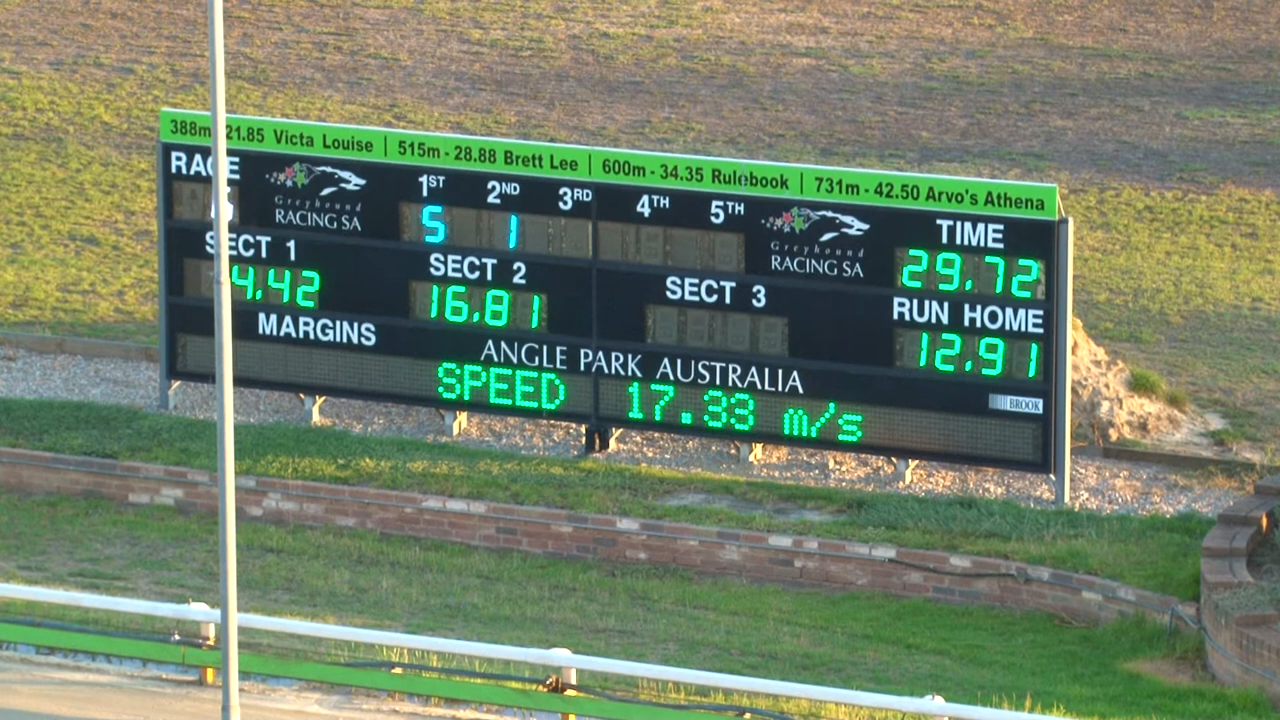 388m 21.85 Victa Louise | 515m - 28.88 Brett Lee | 600m - 34.35 Rulebook | 731m - 42.50 Arvo's Athena
RACE
Greyhound
RACING SA
1ST 2ND 3RD 4TH 5TH
5 1
Greyhound
RACING SA
TIME
29.72
SECT 1
4.42
SECT 2
16.81
SECT 3
RUN HOME
12.91
MARGINS
ANGLE PARK AUSTRALIA
SPEED 17.33 m/s
BROOK